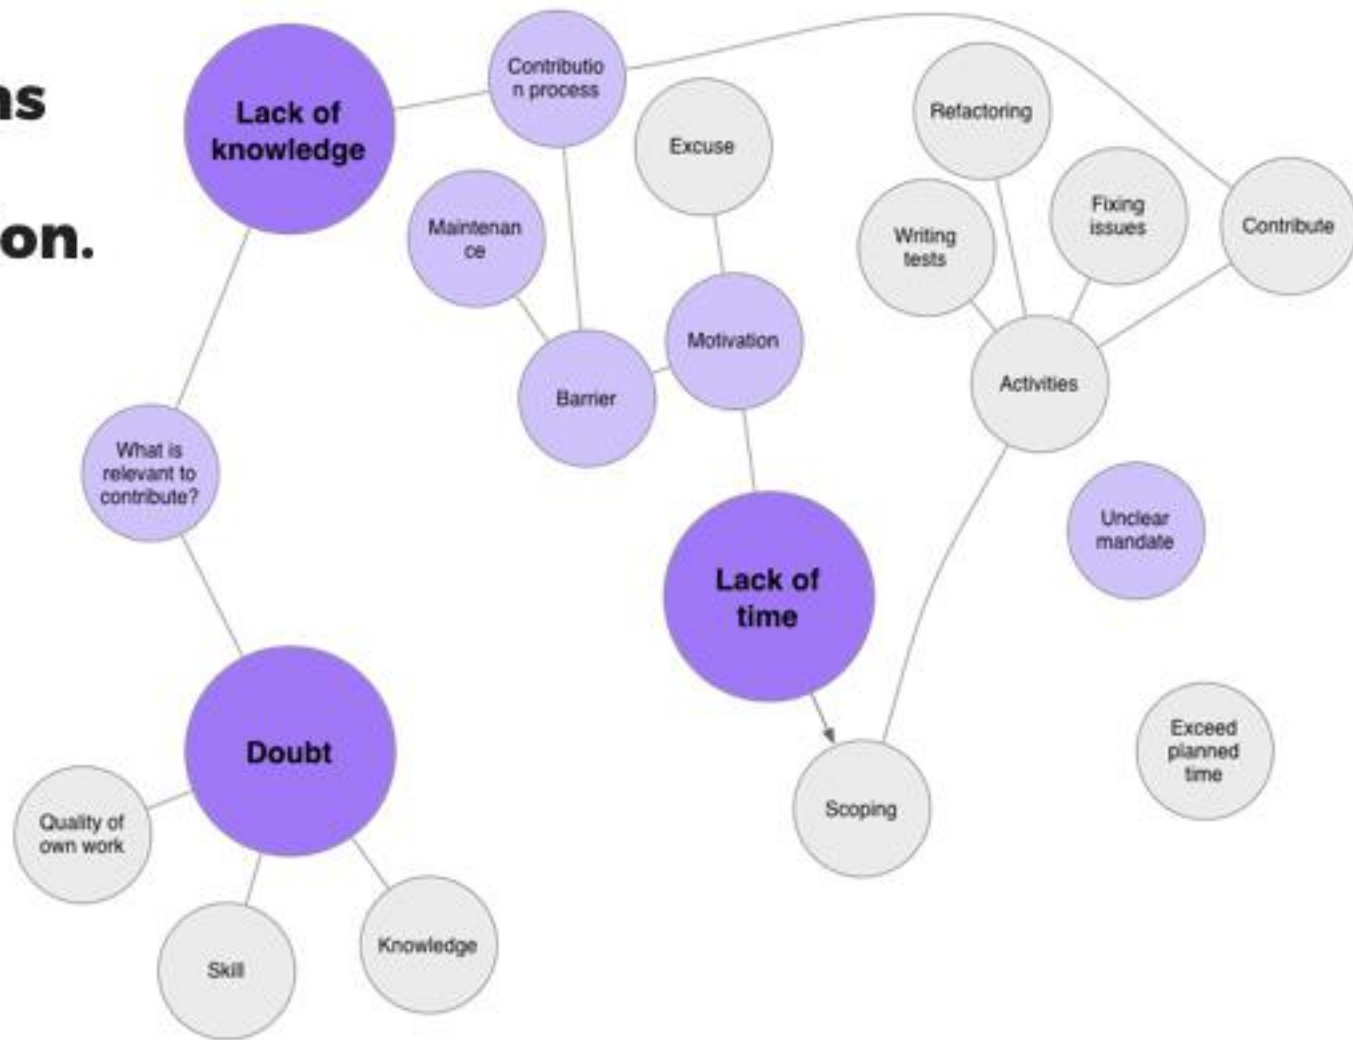 ns
on.
Lack of
knowledge
Contributio
n process
Excuse
Refactoring
Fixing
issues
Contribute
Writing
tests
Maintenan
ce
Motivation
Barrier
Activities
What is
relevant to
contribute?
Unclear
mandate
Lack of
time
Doubt
Exceed
planned
time
Scoping
Quality of
own work
Knowledge
Skill